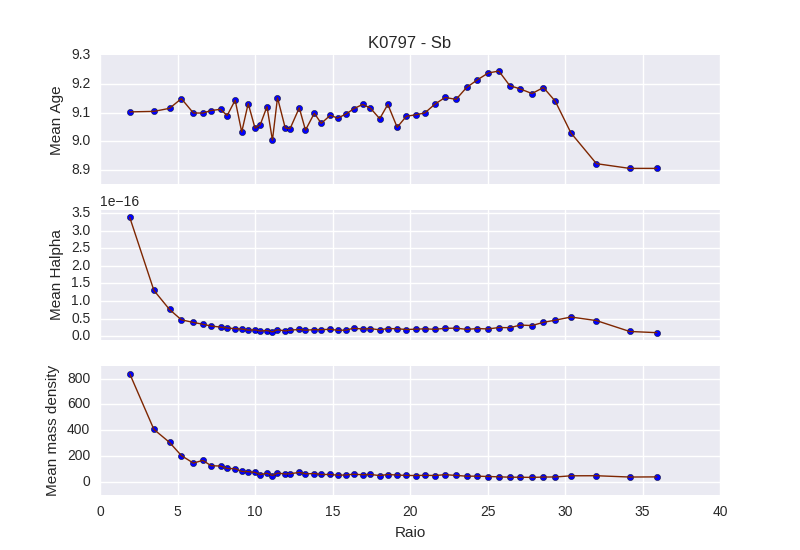 K0797 - Sb
9.3
9.2
9.1
9.0
8.9
Mean Age
1e−16
3.5
3.0
2.5
2.0
1.5
1.0
0.5
0.0
Mean Halpha
800
600
400
200
0
Mean mass density
0 5 10 15 20 25 30 35 40
Raio